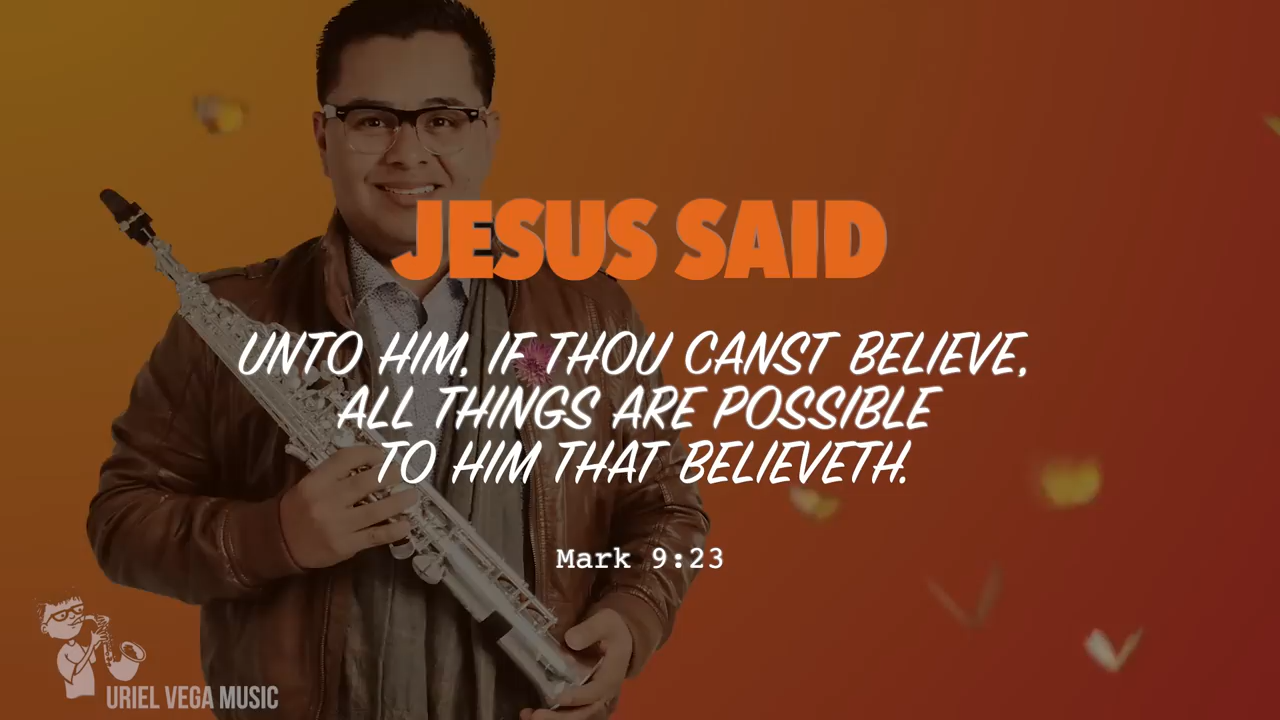 JESUS SAID
UNTO HIM, IF THOU CANST BELIEVE,
ALL THINGS ARE POSSIBLE
TO HIM THAT BELIEVETH.
Mark 9:23
URIEL VEGA MUSIC